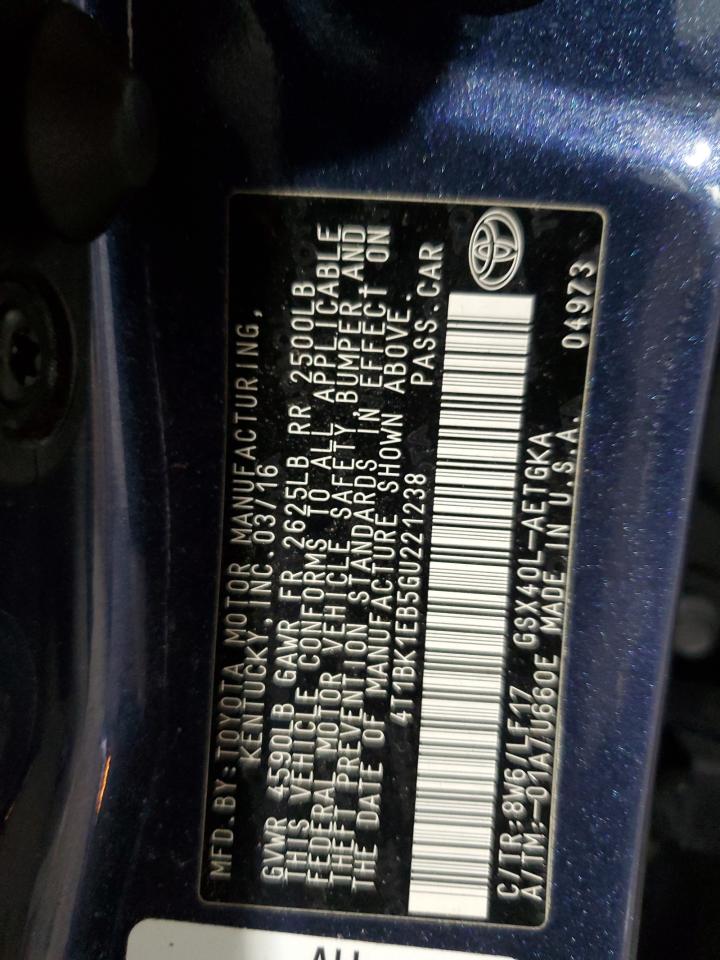 MFD.BY:TOYOTA MOTOR MANUFACTURING,
KENTUCKY, INC.03/16
GVWR 4590LB GAWR FR 2625LB RR 2500LB
THIS VEHICLE CONFORMS TO ALL APPLICABLE
FEDERAL MOTOR VEHICLE SAFETY BUMPER,AND
THEFT PREVENTION STANDARDS IN EFFECT ON
THE DATE OF MANUFACTURE SHOWN ABOVE.
4T1BK1EB5GU221238 PASS.CAR
C/TR:8W6/LF17 GSX40L-AETGKA
A/TM:-01A/U660E MADE IN U.S.A. 04973